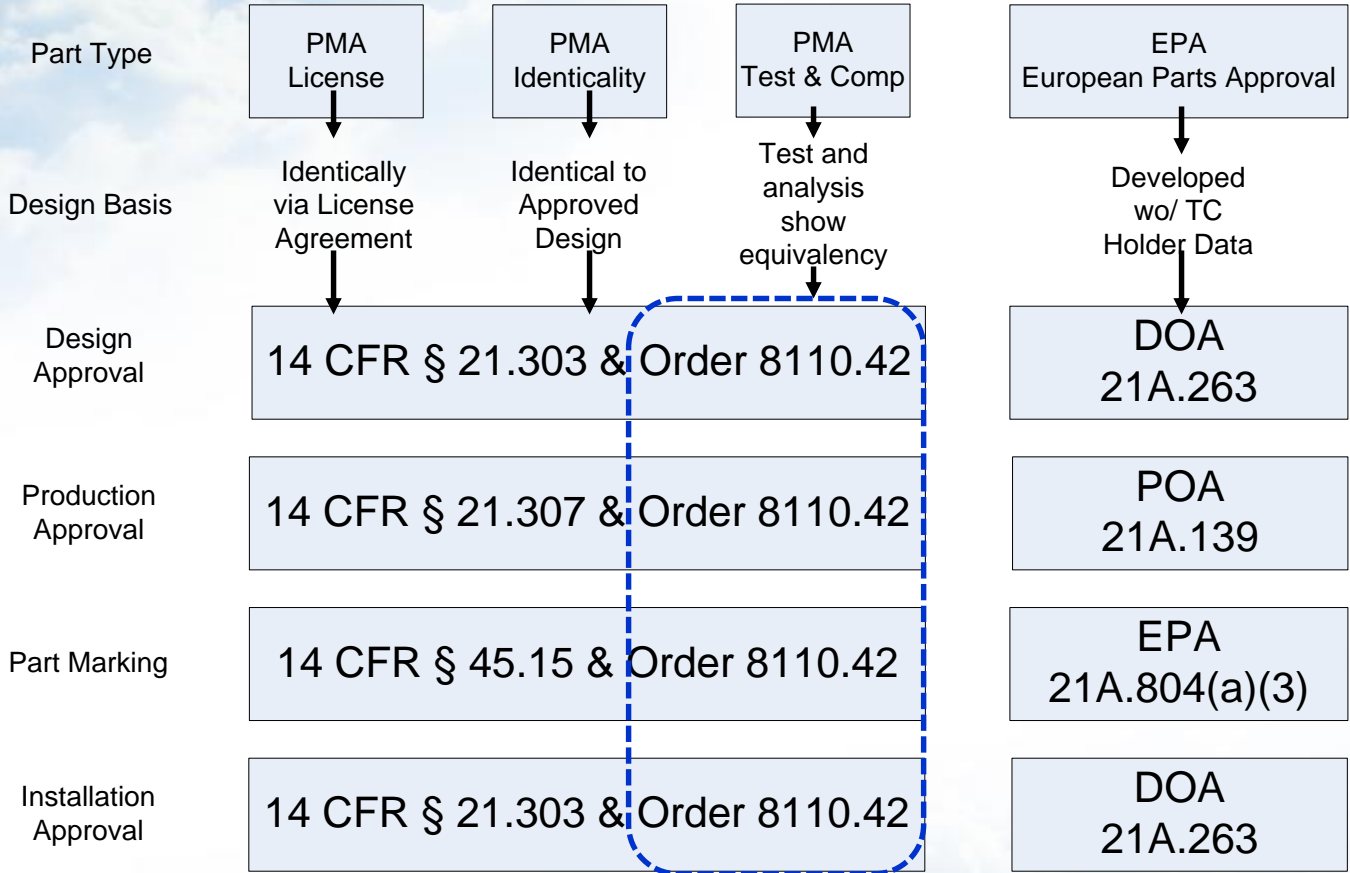 Part Type
PMA
License
PMA
Identicality
PMA
Test & Comp
EPA
European Parts Approval
Design Basis
Identically
via License
Agreement
Identical to
Approved
Design
Test and
analysis
show
equivalency
Developed
wo/ TC
Holder Data
Design
Approval
14 CFR § 21.303 & Order 8110.42
DOA
21A.263
Production
Approval
14 CFR § 21.307 & Order 8110.42
POA
21A.139
Part Marking
14 CFR § 45.15 & Order 8110.42
EPA
21A.804(a)(3)
Installation
Approval
14 CFR § 21.303 & Order 8110.42
DOA
21A.263